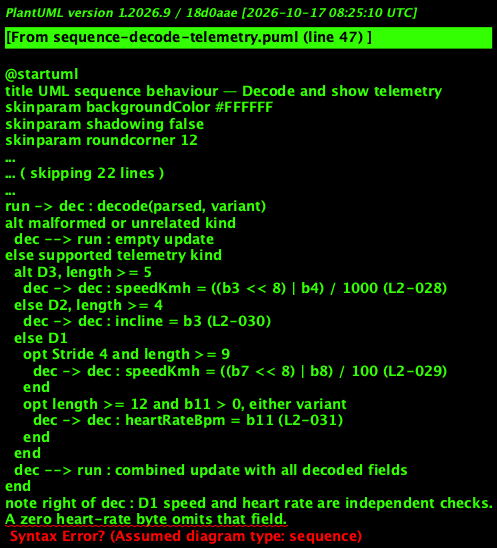 PlantUML version 1.2026.9 / 18d0aae [2026-10-17 08:25:10 UTC]
[From sequence-decode-telemetry.puml (line 47) ]
@startuml
title UML sequence behaviour — Decode and show telemetry
skinparam backgroundColor #FFFFFF
skinparam shadowing false
skinparam roundcorner 12
...
... ( skipping 22 lines )
...
run -> dec : decode(parsed, variant)
alt malformed or unrelated kind
dec --> run : empty update
else supported telemetry kind
alt D3, length >= 5
dec -> dec : speedKmh = ((b3 << 8) | b4) / 1000 (L2-028)
else D2, length >= 4
dec -> dec : incline = b3 (L2-030)
else D1
opt Stride 4 and length >= 9
dec -> dec : speedKmh = ((b7 << 8) | b8) / 100 (L2-029)
end
opt length >= 12 and b11 > 0, either variant
dec -> dec : heartRateBpm = b11 (L2-031)
end
end
dec --> run : combined update with all decoded fields
end
note right of dec : D1 speed and heart rate are independent checks.
A zero heart-rate byte omits that field.
Syntax Error? (Assumed diagram type: sequence)